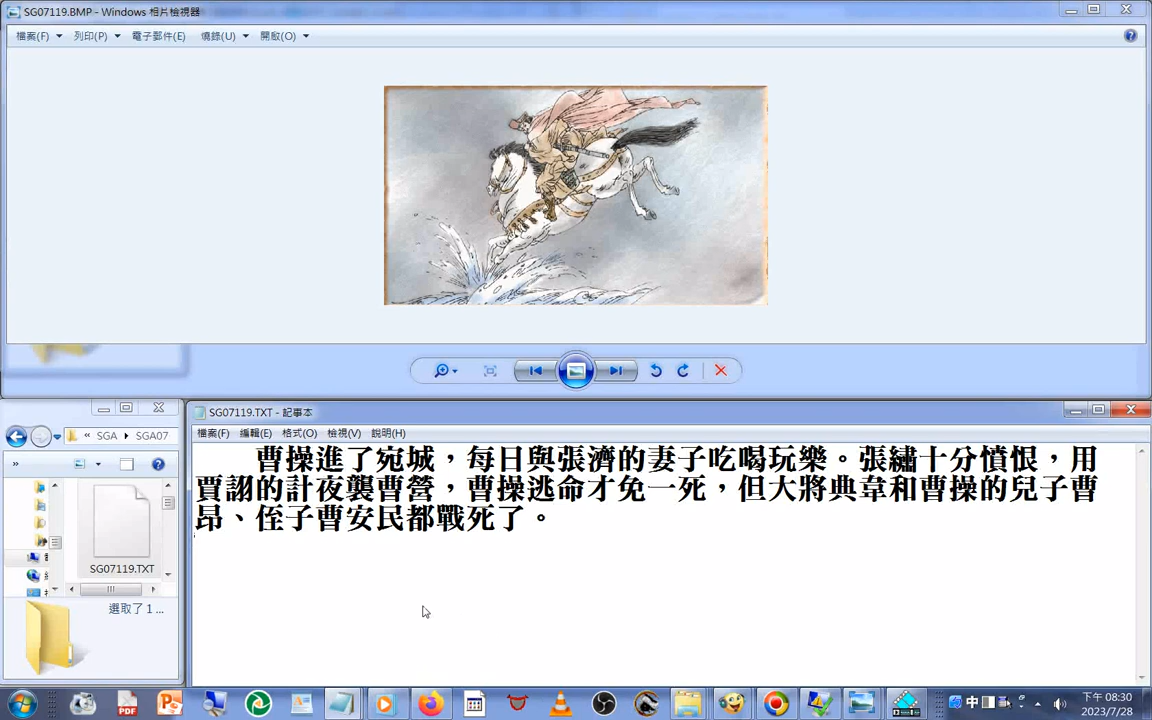 SG07119.BMP - Windows 相片檢視器
檔案(F) 列印(P) 電子郵件(E) 燒錄(U) 開啟(O)
« SGA ▸ SGA07
»
SG07119.TXT
選取了 1 ...
SG07119.TXT - 記事本
檔案(F) 編輯(E) 格式(O) 檢視(V) 說明(H)
曹操進了宛城，每日與張濟的妻子吃喝玩樂。張繡十分憤恨，用
賈詡的計夜襲曹營，曹操逃命才免一死，但大將典韋和曹操的兒子曹
昂、侄子曹安民都戰死了。
PDF
中
下午 08:30
2023/7/28